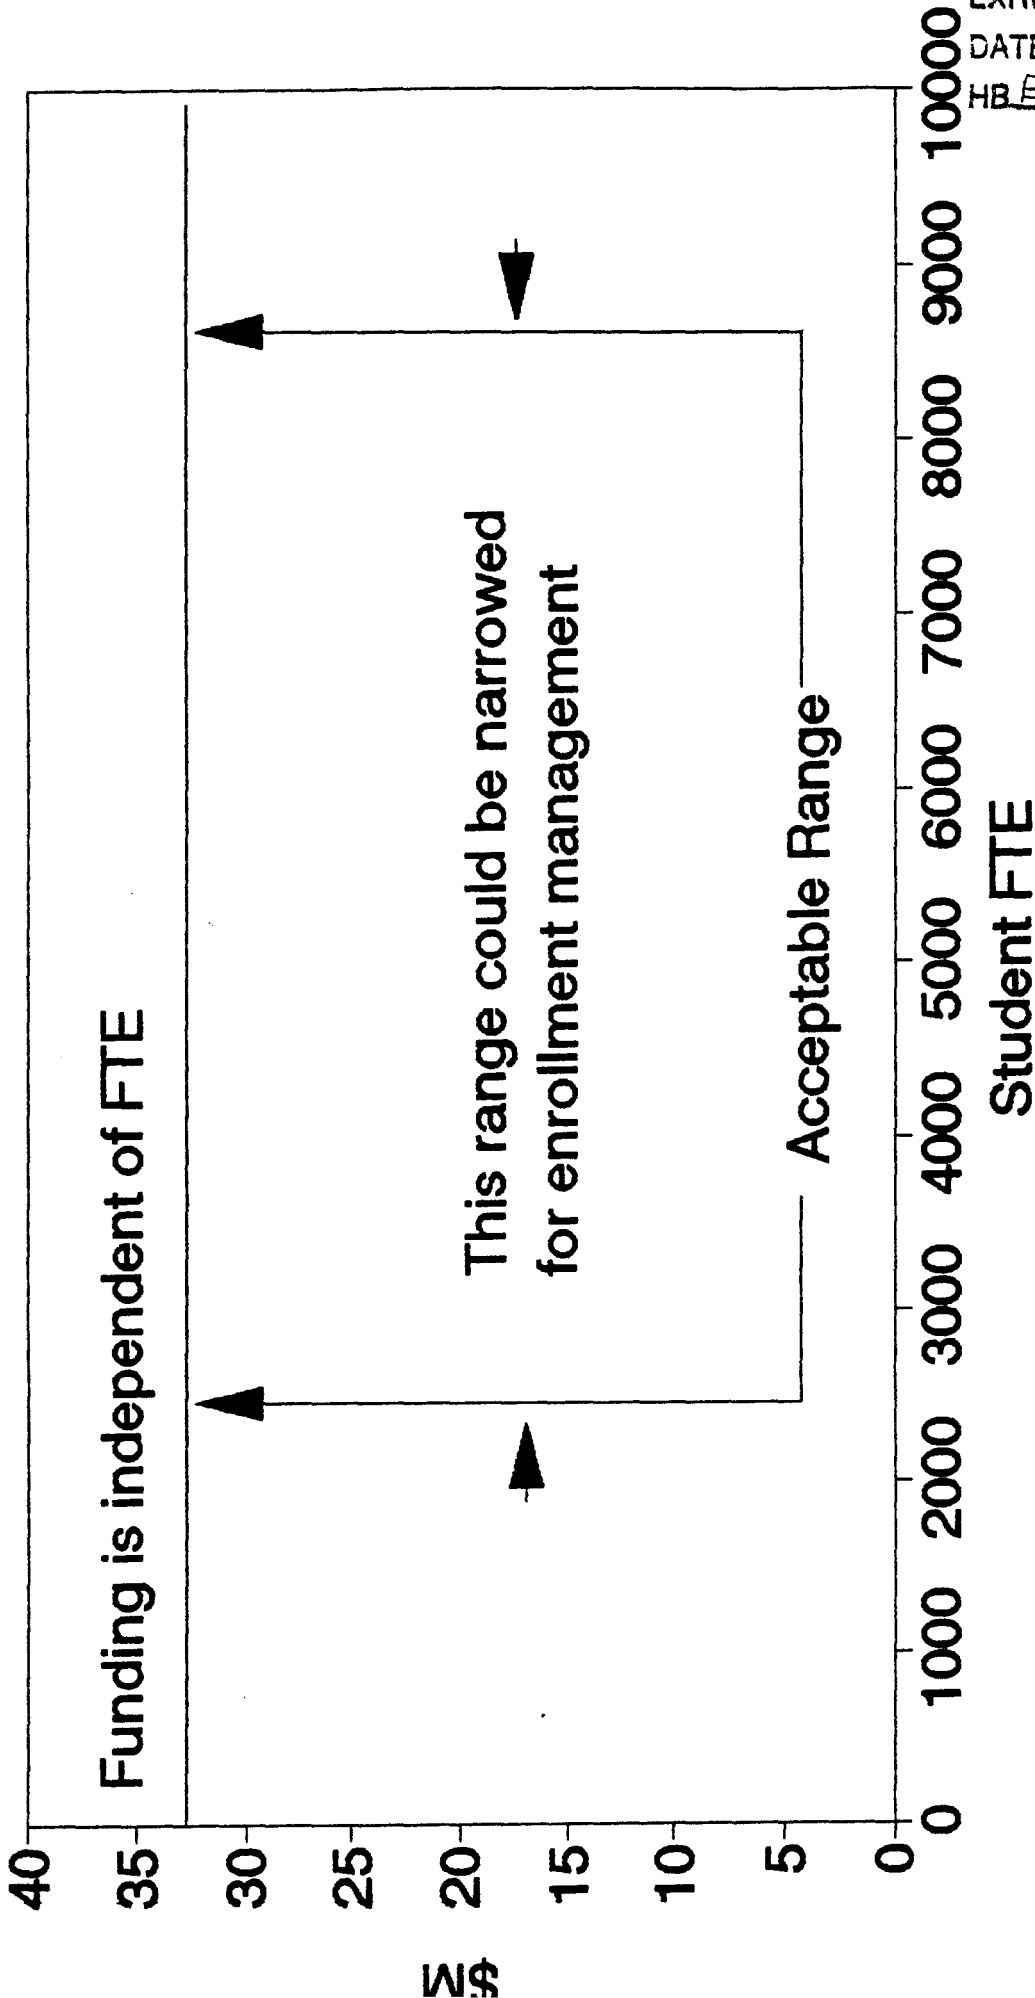 Funding is independent of FTE
This range could be narrowed
for enrollment management
Acceptable Range
40
35
30
25
20
15
10
5
0
$M
0 1000 2000 3000 4000 5000 6000 7000 8000 9000 10000
Student FTE
DATE
HB